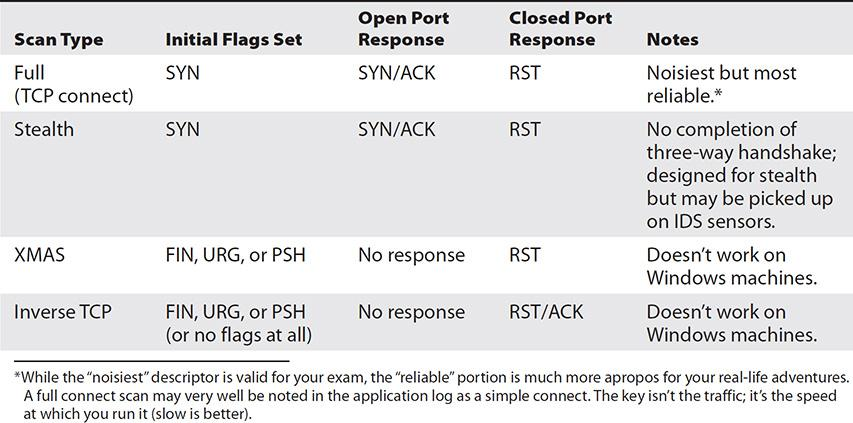 Scan Type Initial Flags Set Open Port Response Closed Port Response Notes
Full (TCP connect) SYN SYN/ACK RST Noisiest but most reliable.*
Stealth SYN SYN/ACK RST No completion of three-way handshake; designed for stealth but may be picked up on IDS sensors.
XMAS FIN, URG, or PSH No response RST Doesn’t work on Windows machines.
Inverse TCP FIN, URG, or PSH (or no flags at all) No response RST/ACK Doesn’t work on Windows machines.
*While the “noisiest” descriptor is valid for your exam, the “reliable” portion is much more apropos for your real-life adventures.
A full connect scan may very well be noted in the application log as a simple connect. The key isn’t the traffic; it’s the speed
at which you run it (slow is better).